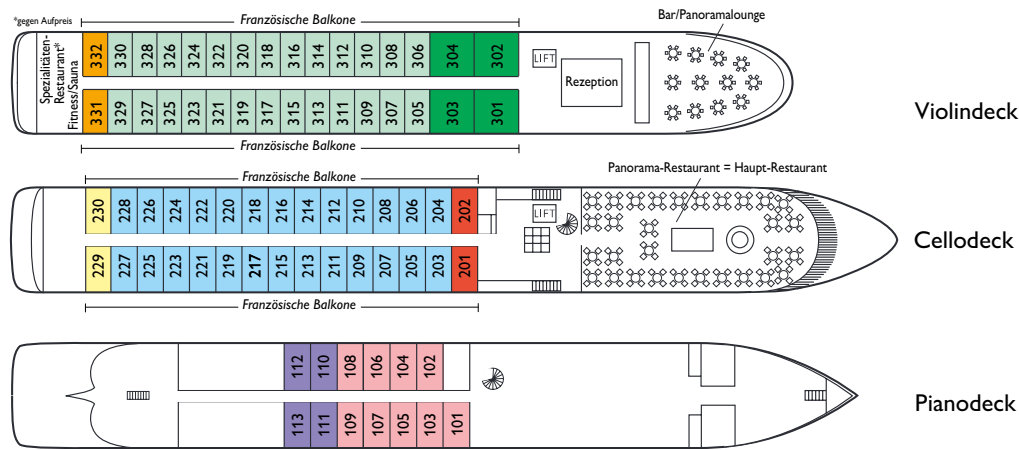 *gegen Aufpreis
Französische Balkone
Bar/Panoramalounge
Spezialitäten-
Restaurant*
Fitness/Sauna
332 330 328 326 324 322 320 318 316 314 312 310 308 306 304 302
LIFT
Rezeption
331 329 327 325 323 321 319 317 315 313 311 309 307 305 303 301
Violindeck
Französische Balkone
Französische Balkone
Panorama-Restaurant = Haupt-Restaurant
230 228 226 224 222 220 218 216 214 212 210 208 206 204 202
LIFT
Cellodeck
229 227 225 223 221 219 217 215 213 211 209 207 205 203 201
Französische Balkone
112 110 108 106 104 102
Pianodeck
113 111 109 107 105 103 101